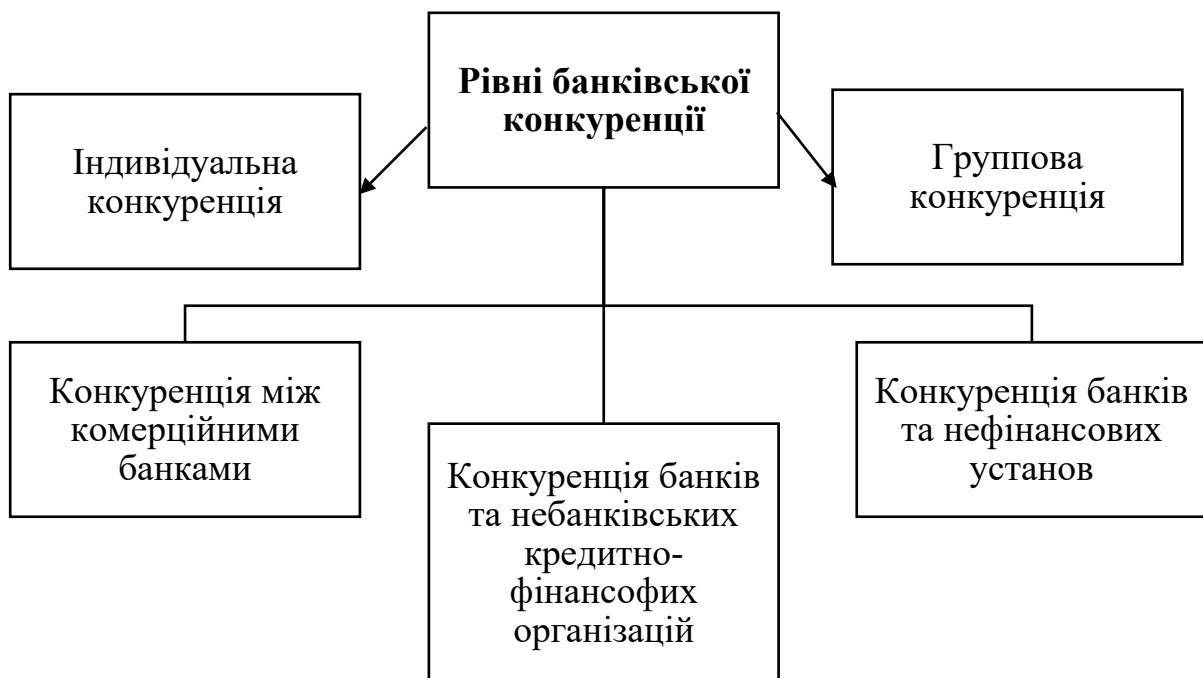 Рівні банківської
конкуренції
Індивідуальна
конкуренція
Группова
конкуренція
Конкуренція між
комерційними
банками
Конкуренція банків
та небанківських
кредитно-
фінансофих
організацій
Конкуренція банків
та нефінансових
установ